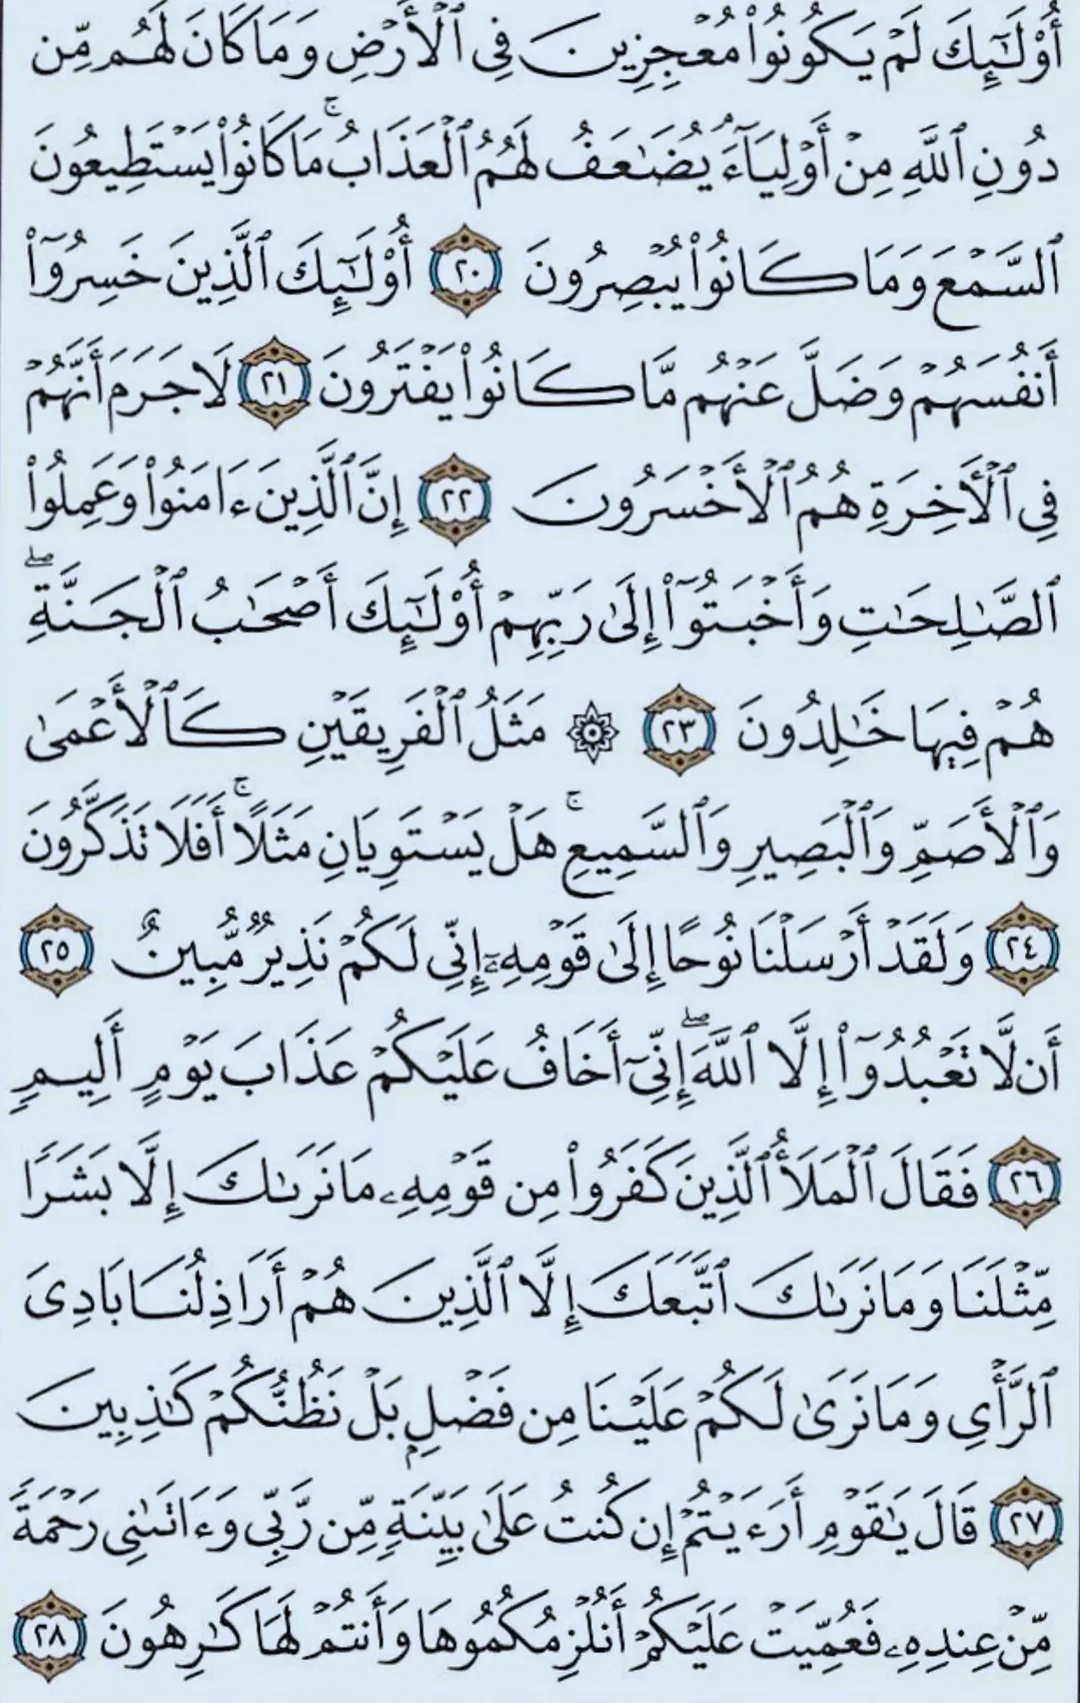 أُوْلَـٰٓئِكَ لَمۡ يَكُونُواْ مُعۡجِزِينَ فِي ٱلۡأَرۡضِ وَمَا كَانَ لَهُم مِّن
دُونِ ٱللَّهِ مِنۡ أَوۡلِيَآءَۘ يُضَٰعَفُ لَهُمُ ٱلۡعَذَابُۚ مَا كَانُواْ يَسۡتَطِيعُونَ
ٱلسَّمۡعَ وَمَا كَانُواْ يُبۡصِرُونَ ٢٠ أُوْلَـٰٓئِكَ ٱلَّذِينَ خَسِرُوٓاْ
أَنفُسَهُمۡ وَضَلَّ عَنۡهُم مَّا كَانُواْ يَفۡتَرُونَ ٢١ لَا جَرَمَ أَنَّهُمۡ
فِي ٱلۡأٓخِرَةِ هُمُ ٱلۡأَخۡسَرُونَ ٢٢ إِنَّ ٱلَّذِينَ ءَامَنُواْ وَعَمِلُواْ
ٱلصَّٰلِحَٰتِ وَأَخۡبَتُوٓاْ إِلَىٰ رَبِّهِمۡ أُوْلَـٰٓئِكَ أَصۡحَٰبُ ٱلۡجَنَّةِۖ
هُمۡ فِيهَا خَٰلِدُونَ ٢٣ ۞ مَثَلُ ٱلۡفَرِيقَيۡنِ كَٱلۡأَعۡمَىٰ
وَٱلۡأَصَمِّ وَٱلۡبَصِيرِ وَٱلسَّمِيعِۚ هَلۡ يَسۡتَوِيَانِ مَثَلًاۚ أَفَلَا تَذَكَّرُونَ
٢٤ وَلَقَدۡ أَرۡسَلۡنَا نُوحًا إِلَىٰ قَوۡمِهِۦٓ إِنِّي لَكُمۡ نَذِيرٞ مُّبِينٌ ٢٥
أَن لَّا تَعۡبُدُوٓاْ إِلَّا ٱللَّهَۖ إِنِّيٓ أَخَافُ عَلَيۡكُمۡ عَذَابَ يَوۡمٍ أَلِيمٖ
٢٦ فَقَالَ ٱلۡمَلَأُ ٱلَّذِينَ كَفَرُواْ مِن قَوۡمِهِۦ مَا نَرَىٰكَ إِلَّا بَشَرٗا
مِّثۡلَنَا وَمَا نَرَىٰكَ ٱتَّبَعَكَ إِلَّا ٱلَّذِينَ هُمۡ أَرَاذِلُنَا بَادِيَ
ٱلرَّأۡيِ وَمَا نَرَىٰ لَكُمۡ عَلَيۡنَا مِن فَضۡلِۭ بَلۡ نَظُنُّكُمۡ كَٰذِبِينَ
٢٧ قَالَ يَٰقَوۡمِ أَرَءَيۡتُمۡ إِن كُنتُ عَلَىٰ بَيِّنَةٖ مِّن رَّبِّي وَءَاتَىٰنِي رَحۡمَةٗ
مِّنۡ عِندِهِۦ فَعُمِّيَتۡ عَلَيۡكُمۡ أَنُلۡزِمُكُمُوهَا وَأَنتُمۡ لَهَا كَٰرِهُونَ ٢٨